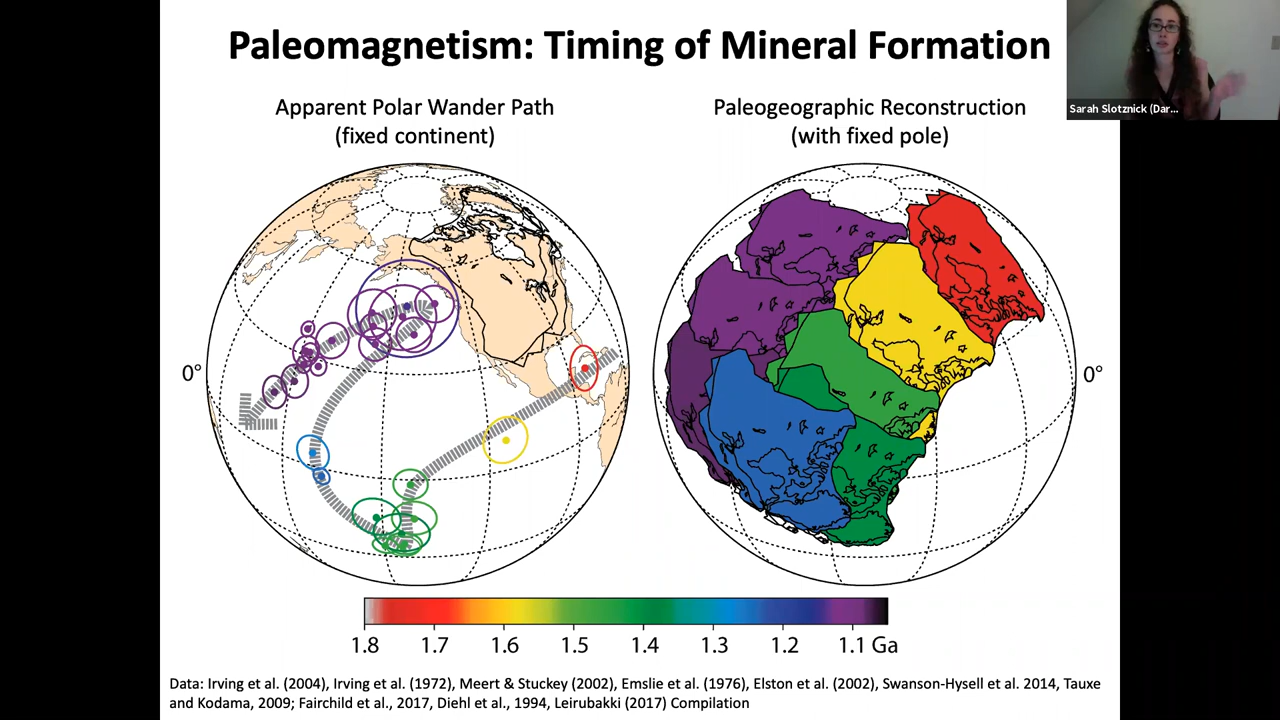 Paleomagnetism: Timing of Mineral Formation
Sarah Slotznick (Dar...
Apparent Polar Wander Path
(fixed continent)
Paleogeographic Reconstruction
(with fixed pole)
0°
0°
1.8 1.7 1.6 1.5 1.4 1.3 1.2 1.1 Ga
Data: Irving et al. (2004), Irving et al. (1972), Meert & Stuckey (2002), Emslie et al. (1976), Elston et al. (2002), Swanson-Hysell et al. 2014, Tauxe
and Kodama, 2009; Fairchild et al., 2017, Diehl et al., 1994, Leirubakki (2017) Compilation